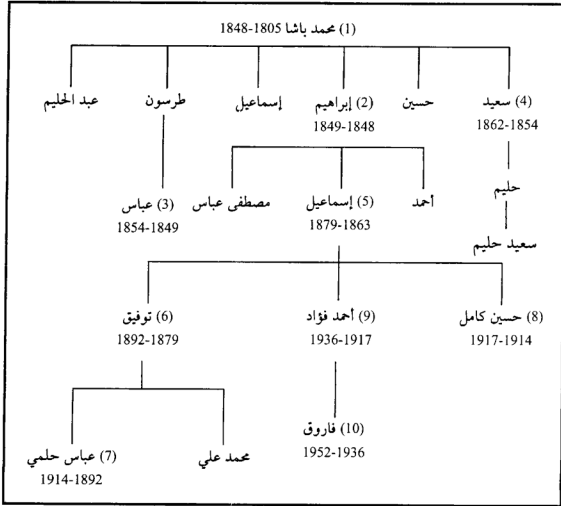 (1) محمد باشا 1805-1848
(4) سعيد
حسين
(2) إبراهيم
إسماعيل
طرسون
عبد الحليم
1862-1854
1849-1848
حليم
أحمد
(5) إسماعيل
مصطفى عباس
(3) عباس
1879-1863
1854-1849
سعيد حليم
(8) حسين كامل
(9) أحمد فؤاد
(6) توفيق
1917-1914
1936-1917
1892-1879
(10) فاروق
محمد علي
(7) عباس حلمي
1952-1936
1914-1892